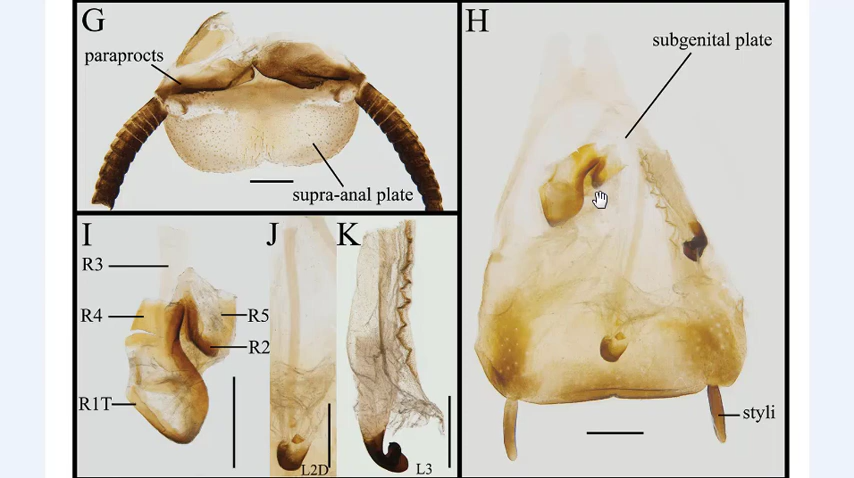 G
paraprocts
supra-anal plate
H
subgenital plate
styli
I
R3
R4
R5
R2
R1T
J
L2D
K
L3